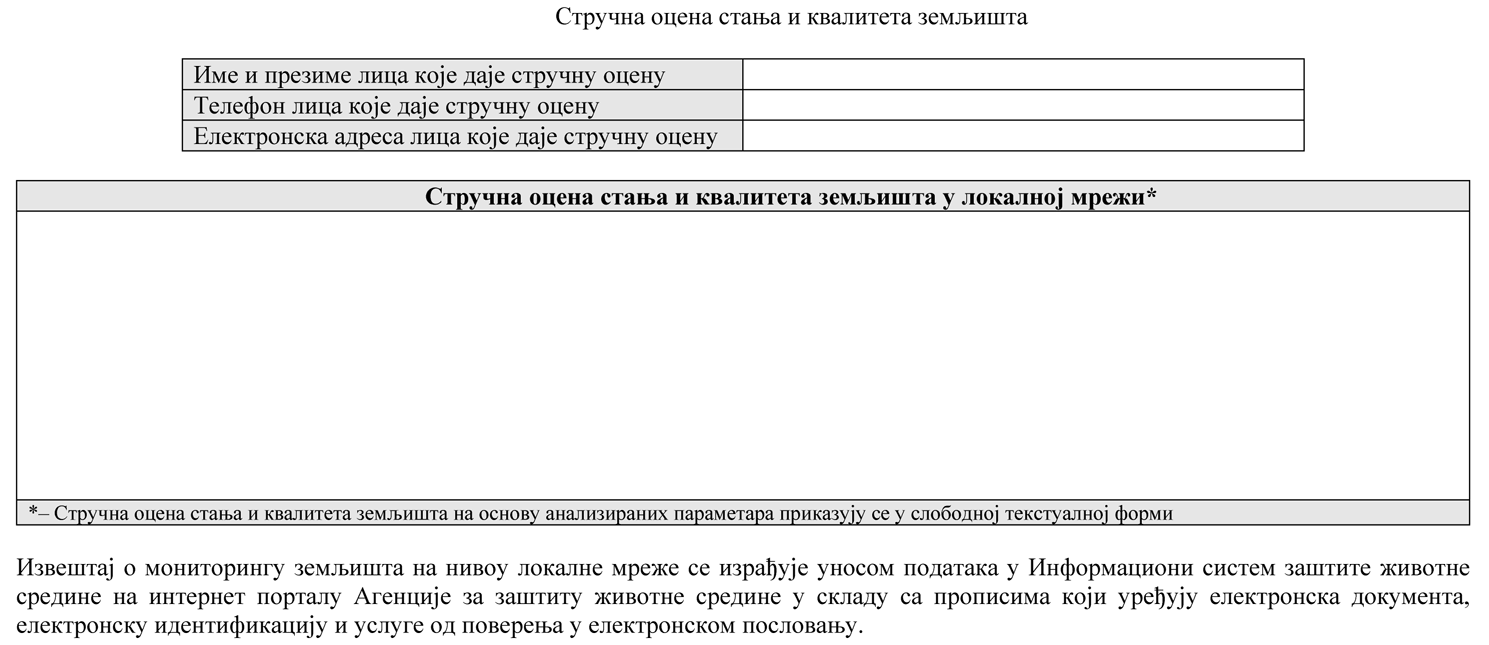 Стручна оцена стања и квалитета земљишта
Име и презиме лица које даје стручну оцену
Телефон лица које даје стручну оцену
Електронска адреса лица које даје стручну оцену
Стручна оцена стања и квалитета земљишта у локалној мрежи*
*– Стручна оцена стања и квалитета земљишта на основу анализираних параметара приказују се у слободној текстуалној форми
Извештај о мониторингу земљишта на нивоу локалне мреже се израђује уносом података у Информациони систем заштите животне
средине на интернет порталу Агенције за заштиту животне средине у складу са прописима који уређују електронска документа,
електронску идентификацију и услуге од поверења у електронском пословању.